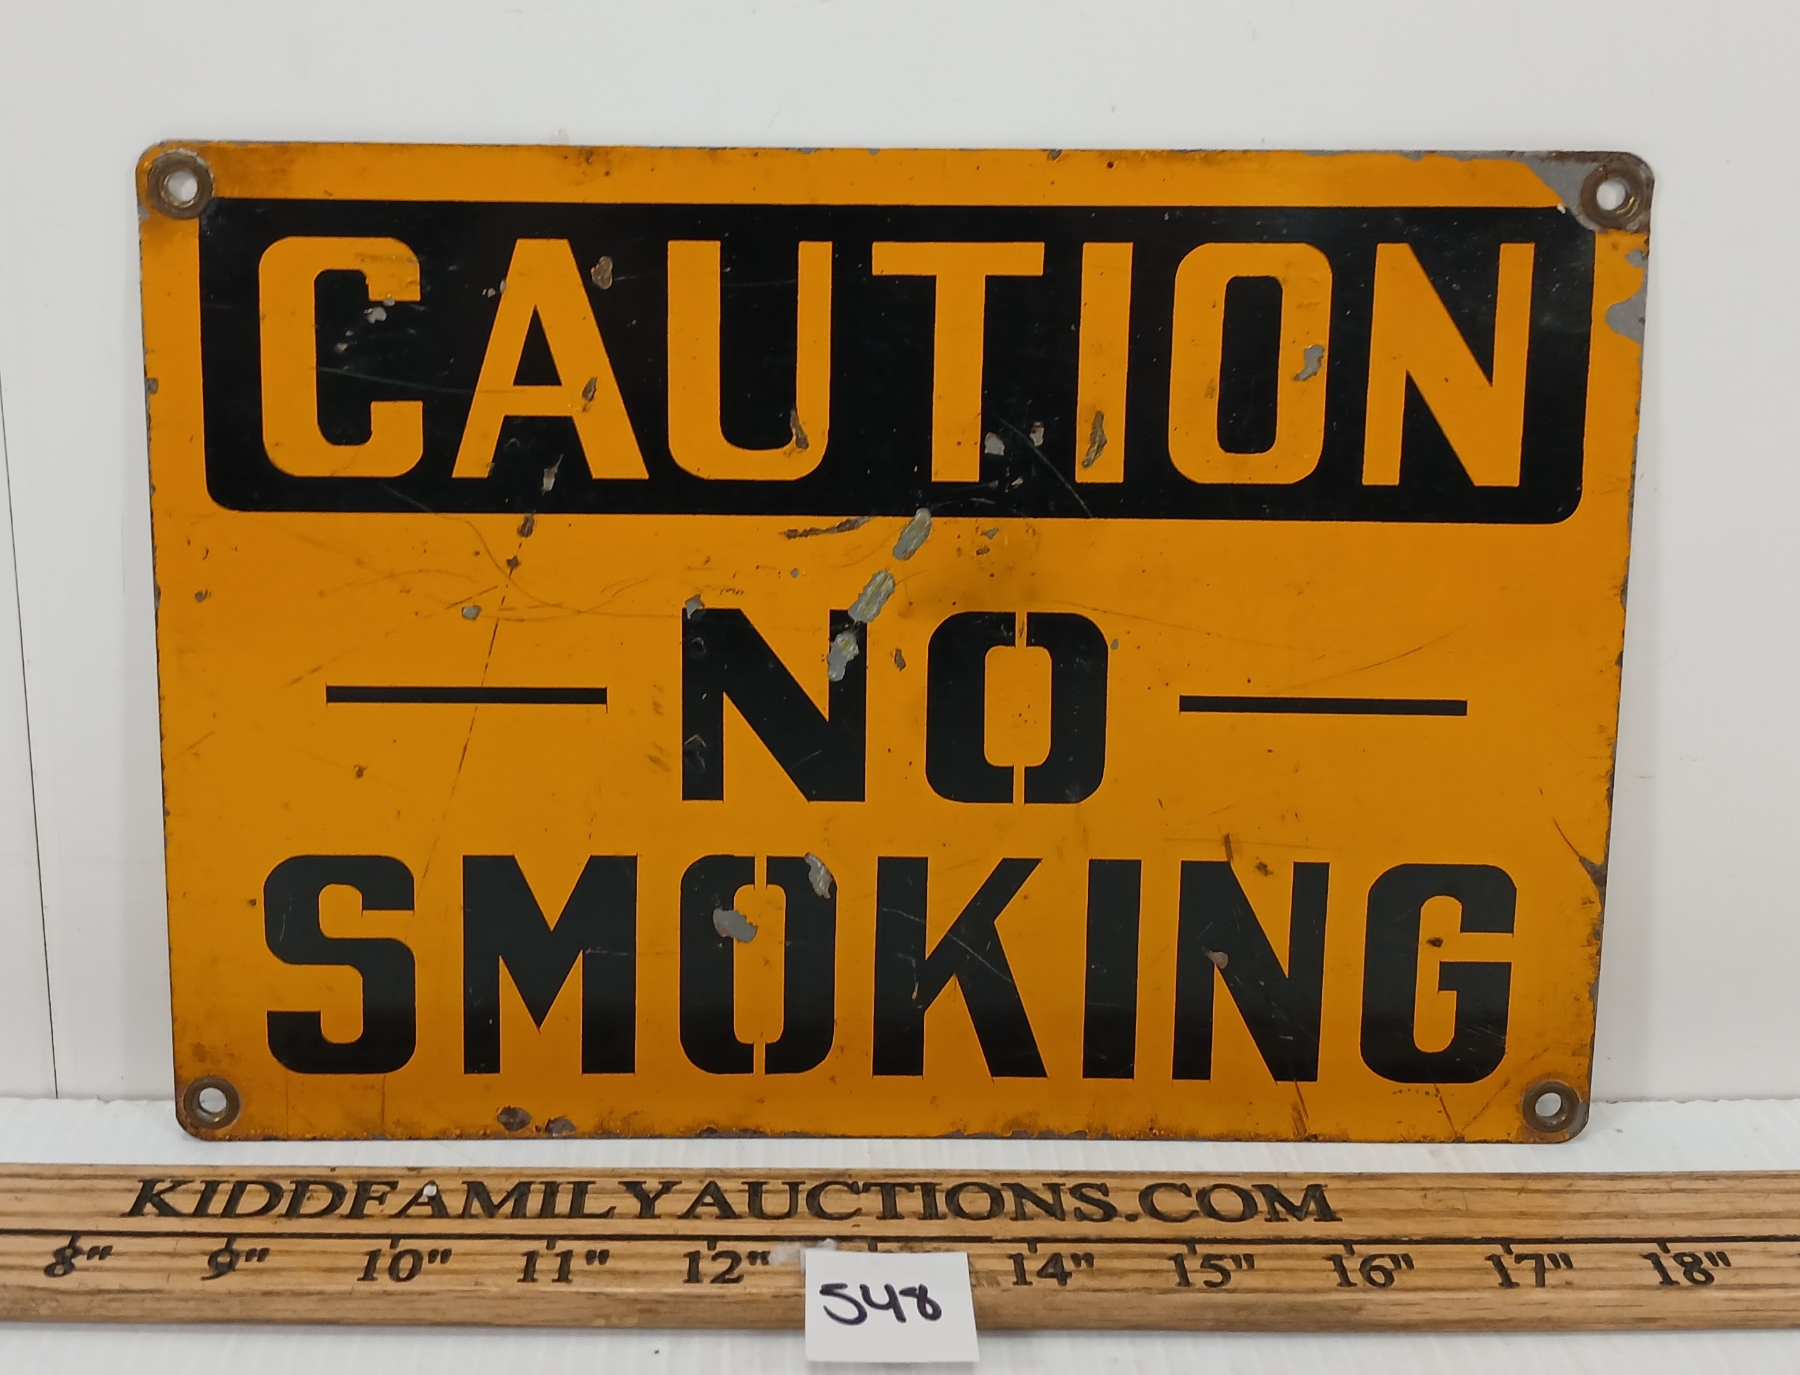 CAUTION
NO
SMOKING
KIDDFAMILYAUCTIONS.COM
8" 9" 10" 11" 12" 14" 15" 16" 17" 18"
548